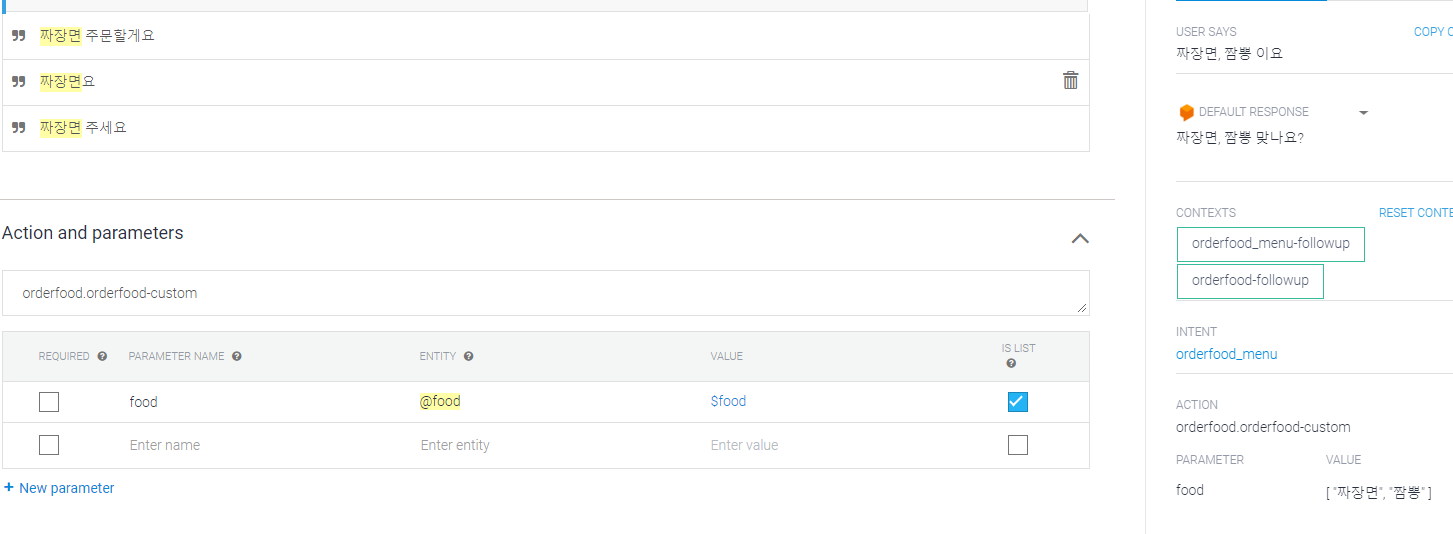 짜장면 주문할게요
짜장면요
짜장면 주세요
Action and parameters
orderfood.orderfood-custom
REQUIRED PARAMETER NAME ENTITY VALUE IS LIST
food @food $food
Enter name Enter entity Enter value
+ New parameter
USER SAYS COPY C
짜장면, 짬뽕 이요
DEFAULT RESPONSE
짜장면, 짬뽕 맞나요?
CONTEXTS RESET CONTE
orderfood_menu-followup
orderfood-followup
INTENT
orderfood_menu
ACTION
orderfood.orderfood-custom
PARAMETER VALUE
food [ "짜장면", "짬뽕" ]